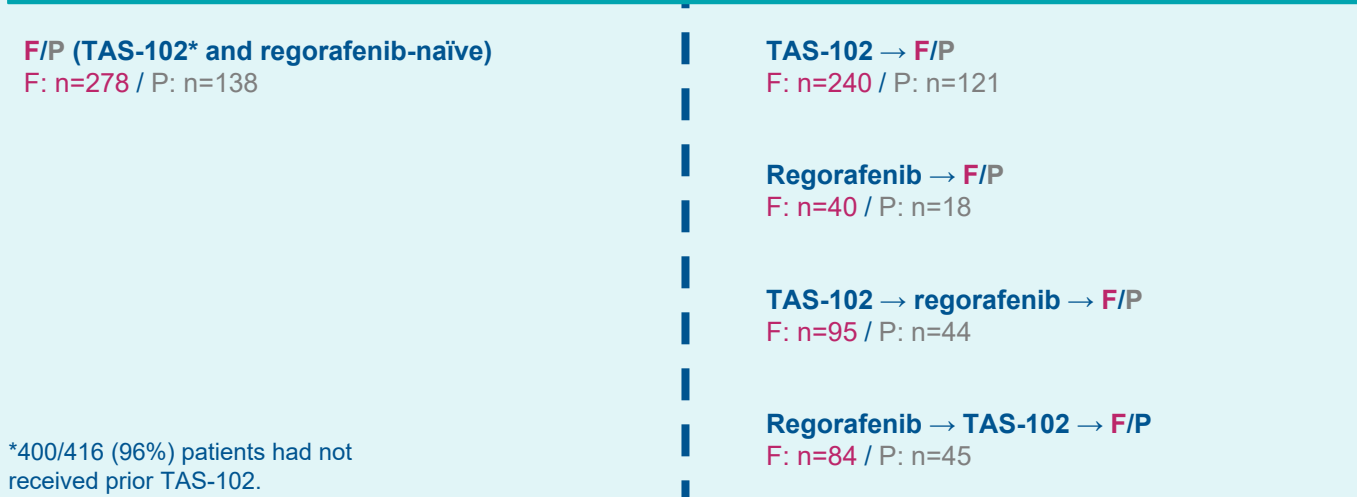 F/P (TAS-102* and regorafenib-naïve)
F: n=278 / P: n=138
*400/416 (96%) patients had not
received prior TAS-102.
TAS-102 → F/P
F: n=240 / P: n=121
Regorafenib → F/P
F: n=40 / P: n=18
TAS-102 → regorafenib → F/P
F: n=95 / P: n=44
Regorafenib → TAS-102 → F/P
F: n=84 / P: n=45